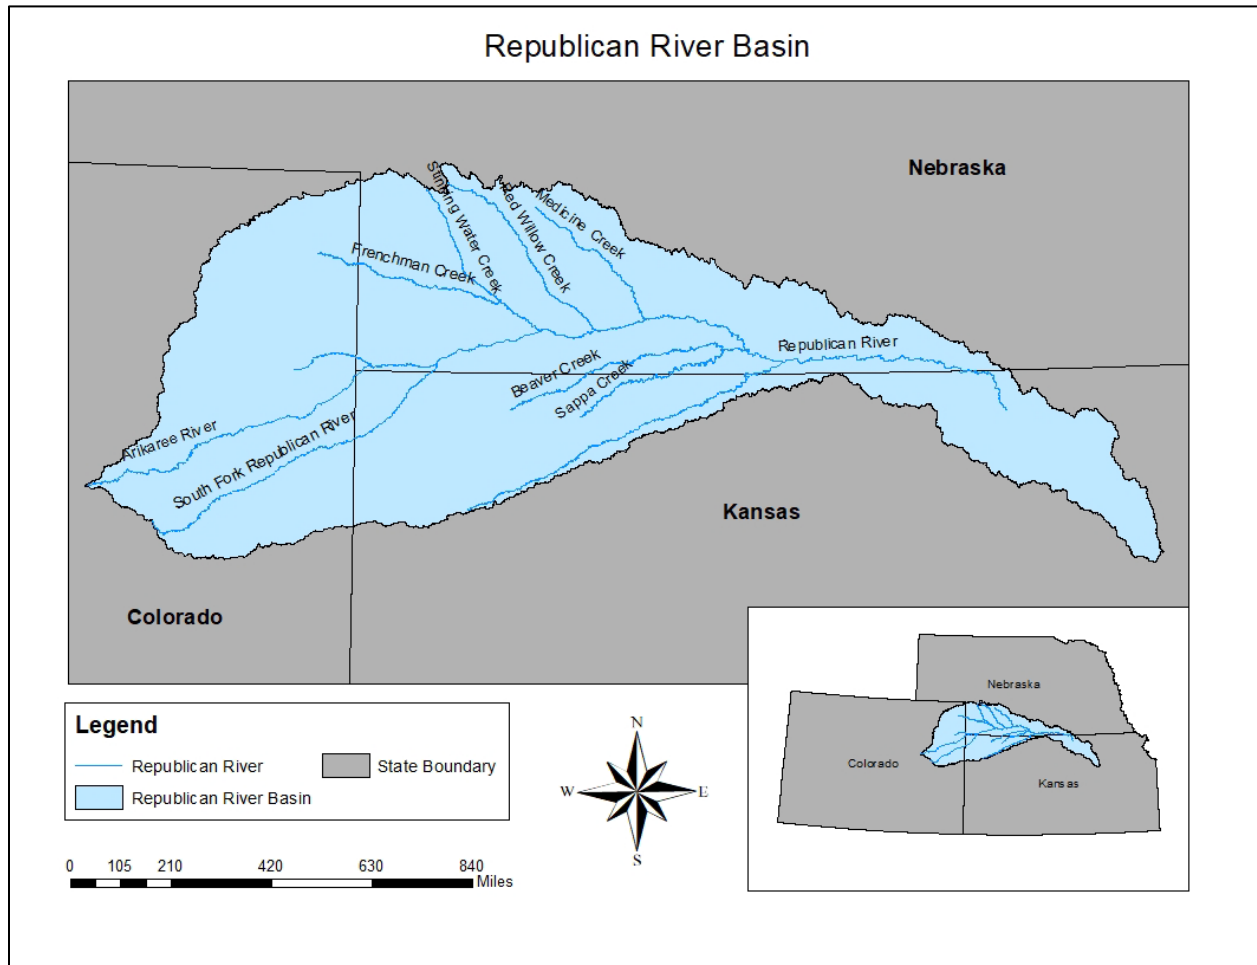 Republican River Basin
Nebraska
Stinking Water Creek
Red Willow Creek
Medicine Creek
Frenchman Creek
Republican River
Beaver Creek
Sappa Creek
Arikaree River
South Fork Republican River
Kansas
Colorado
Nebraska
Colorado
Kansas
Legend
Republican River
State Boundary
Republican River Basin
N
W
E
S
0 105 210 420 630 840
Miles